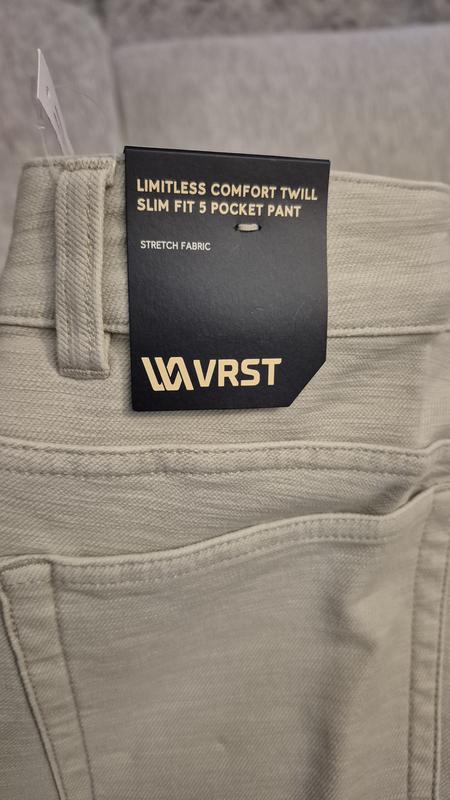 LIMITLESS COMFORT TWILL
SLIM FIT 5 POCKET PANT
STRETCH FABRIC
VRST